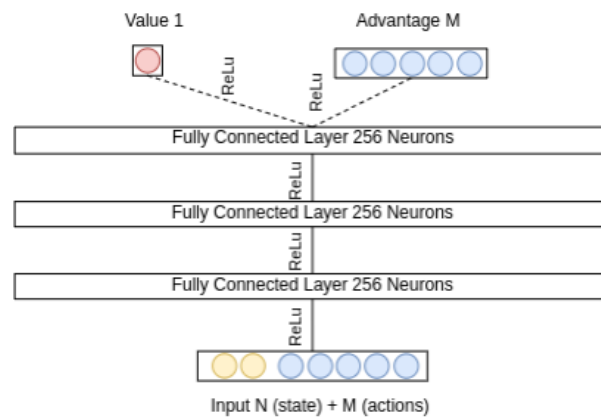 Value 1
Advantage M
ReLu
ReLu
Fully Connected Layer 256 Neurons
ReLu
Fully Connected Layer 256 Neurons
ReLu
Fully Connected Layer 256 Neurons
ReLu
Input N (state) + M (actions)